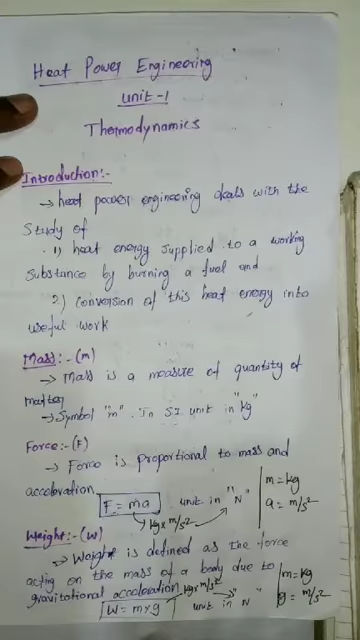 Heat Power Engineering
Unit-1
Thermodynamics
Introduction:-
→ heat power engineering deals with the
study of
1) heat energy supplied to a working
substance by burning a fuel and
2) conversion of this heat energy into
useful work
Mass:-(m)
→ Mass is a measure of quantity of
matter
→ Symbol "m". In SI unit in "kg"
Force:-(F)
→ Force is proportional to mass and
accelaration
F = ma unit in "N" m = kg
→ kg x m/s² a = m/s²
Weight:-(W)
→ Weight is defined as the force
acting on the mass of a body due to m = kg
gravitational accelaration kg x m/s² g = m/s²
W = m x g unit in N"